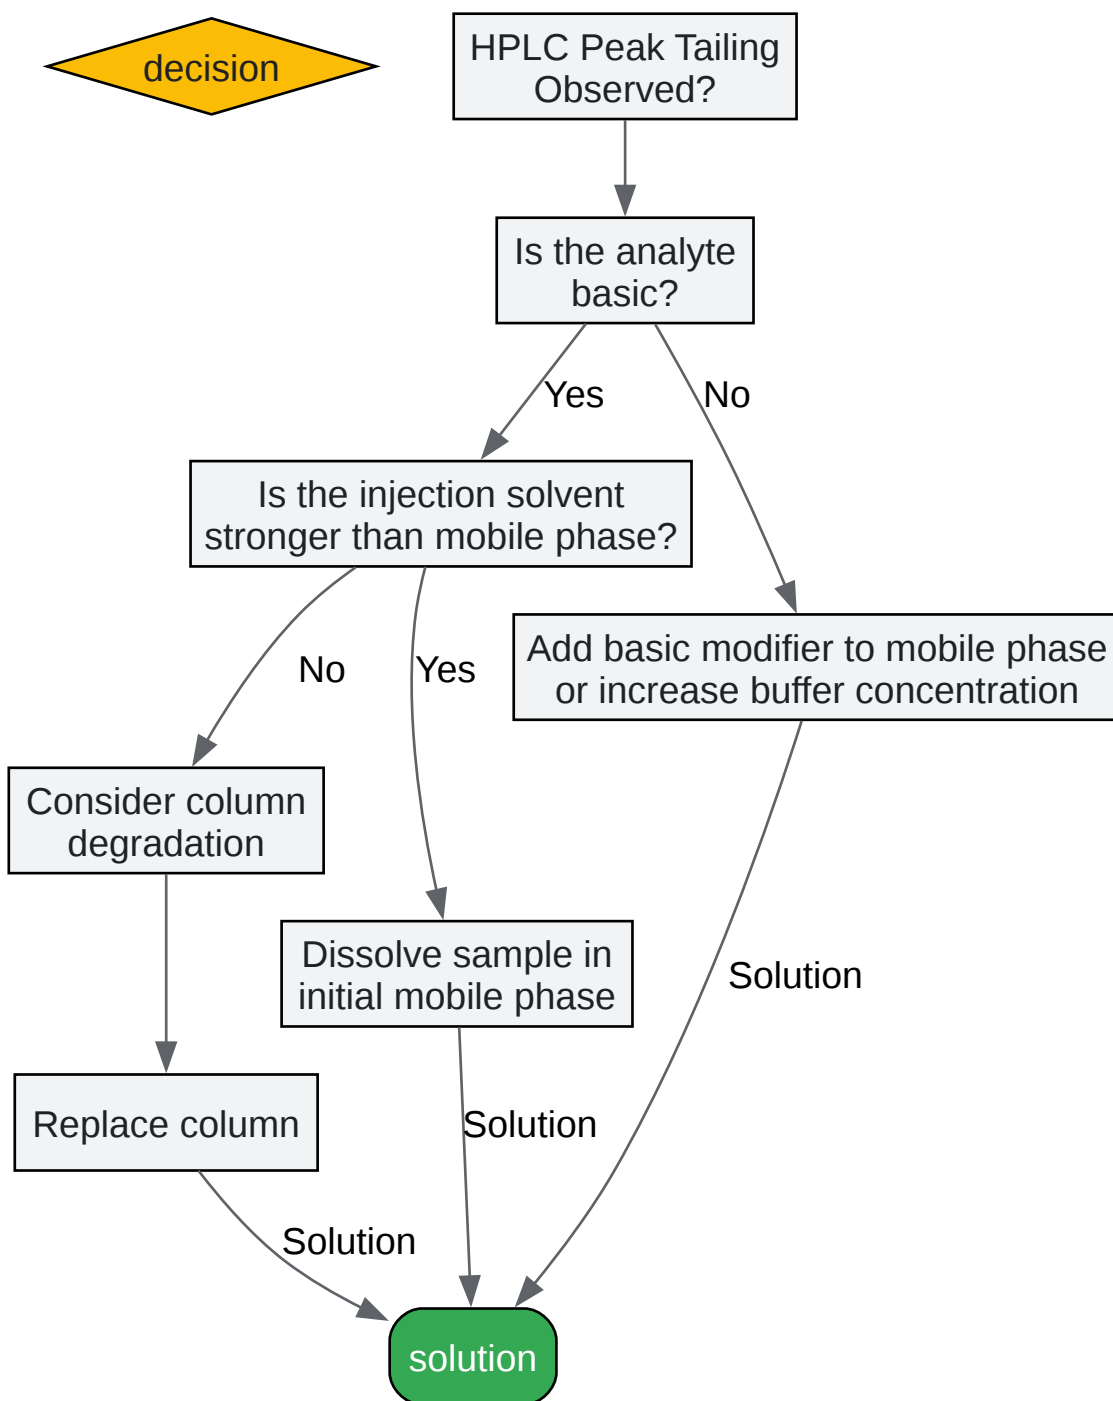 decision
HPLC Peak Tailing
Observed?
Is the analyte
basic?
Yes
No
Is the injection solvent
stronger than mobile phase?
No
Yes
Add basic modifier to mobile phase
or increase buffer concentration
Consider column
degradation
Dissolve sample in
initial mobile phase
Solution
Replace column
Solution
Solution
solution